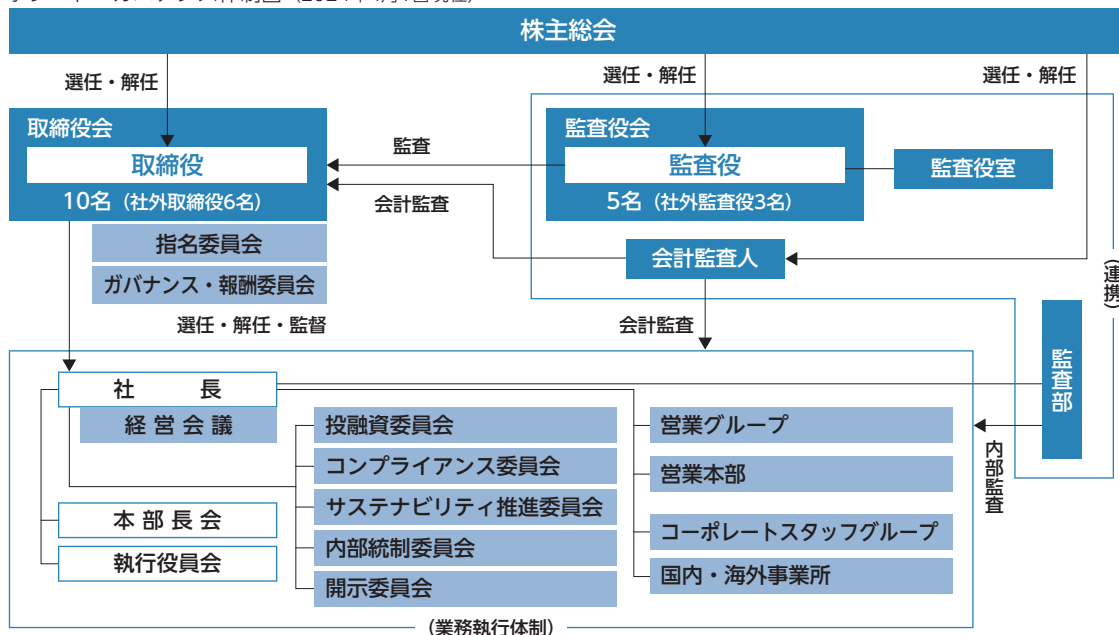 株主総会
選任・解任
選任・解任
選任・解任
取締役会
取締役
10名（社外取締役6名）
指名委員会
ガバナンス・報酬委員会
監査
会計監査
監査役会
監査役
5名（社外監査役3名）
監査役室
会計監査人
（連携）
選任・解任・監督
会計監査
監査部
内部監査
社長
経営会議
本部長会
執行役員会
投融資委員会
コンプライアンス委員会
サステナビリティ推進委員会
内部統制委員会
開示委員会
営業グループ
営業本部
コーポレートスタッフグループ
国内・海外事業所
（業務執行体制）